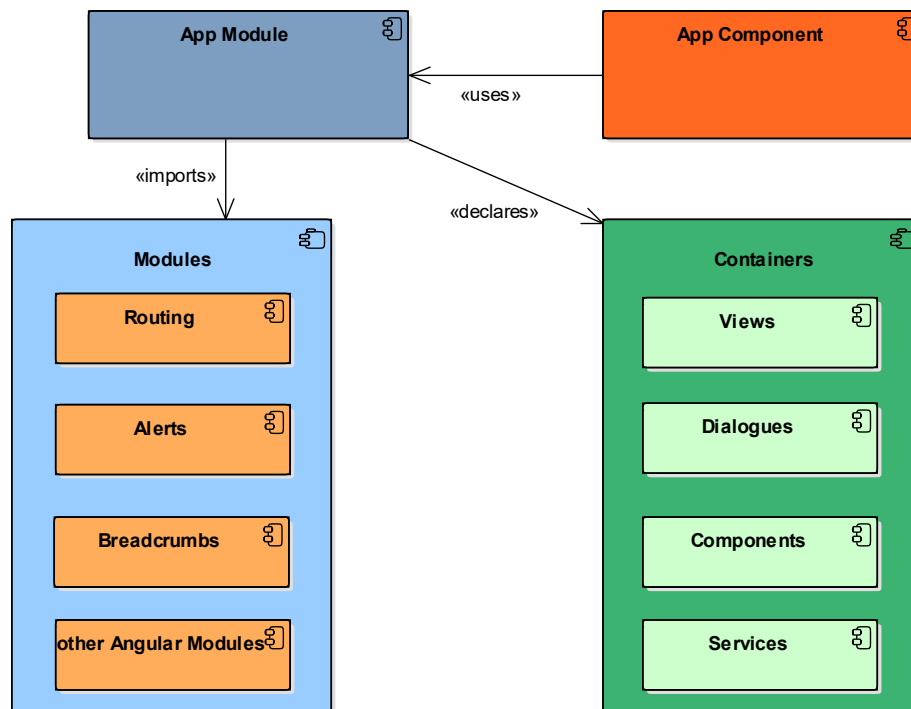 App Module
App Component
«uses»
«imports»
«declares»
Modules
Containers
Routing
Views
Alerts
Dialogues
Breadcrumbs
Components
other Angular Modules
Services